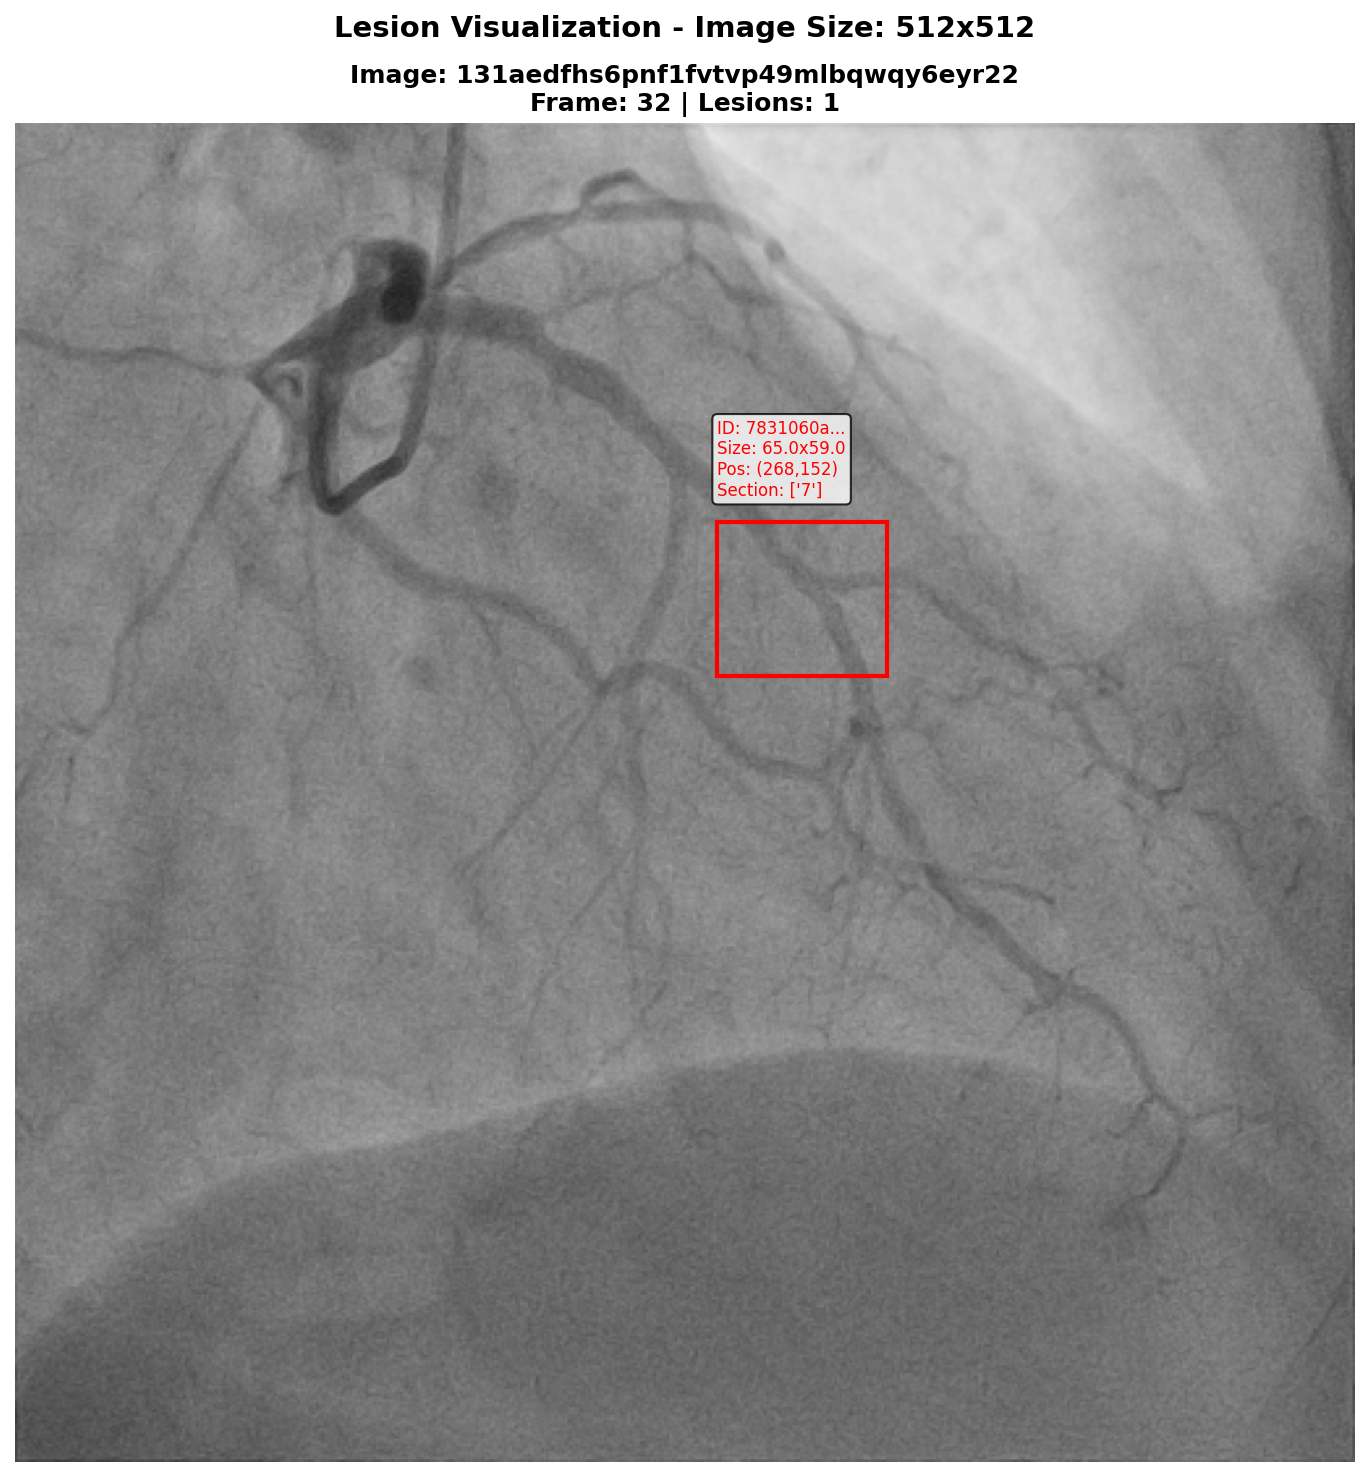 Lesion Visualization - Image Size: 512x512
Image: 131aedfhs6pnf1fvtvp49mlbqwqy6eyr22
Frame: 32 | Lesions: 1
ID: 7831060a...
Size: 65.0x59.0
Pos: (268,152)
Section: ['7']